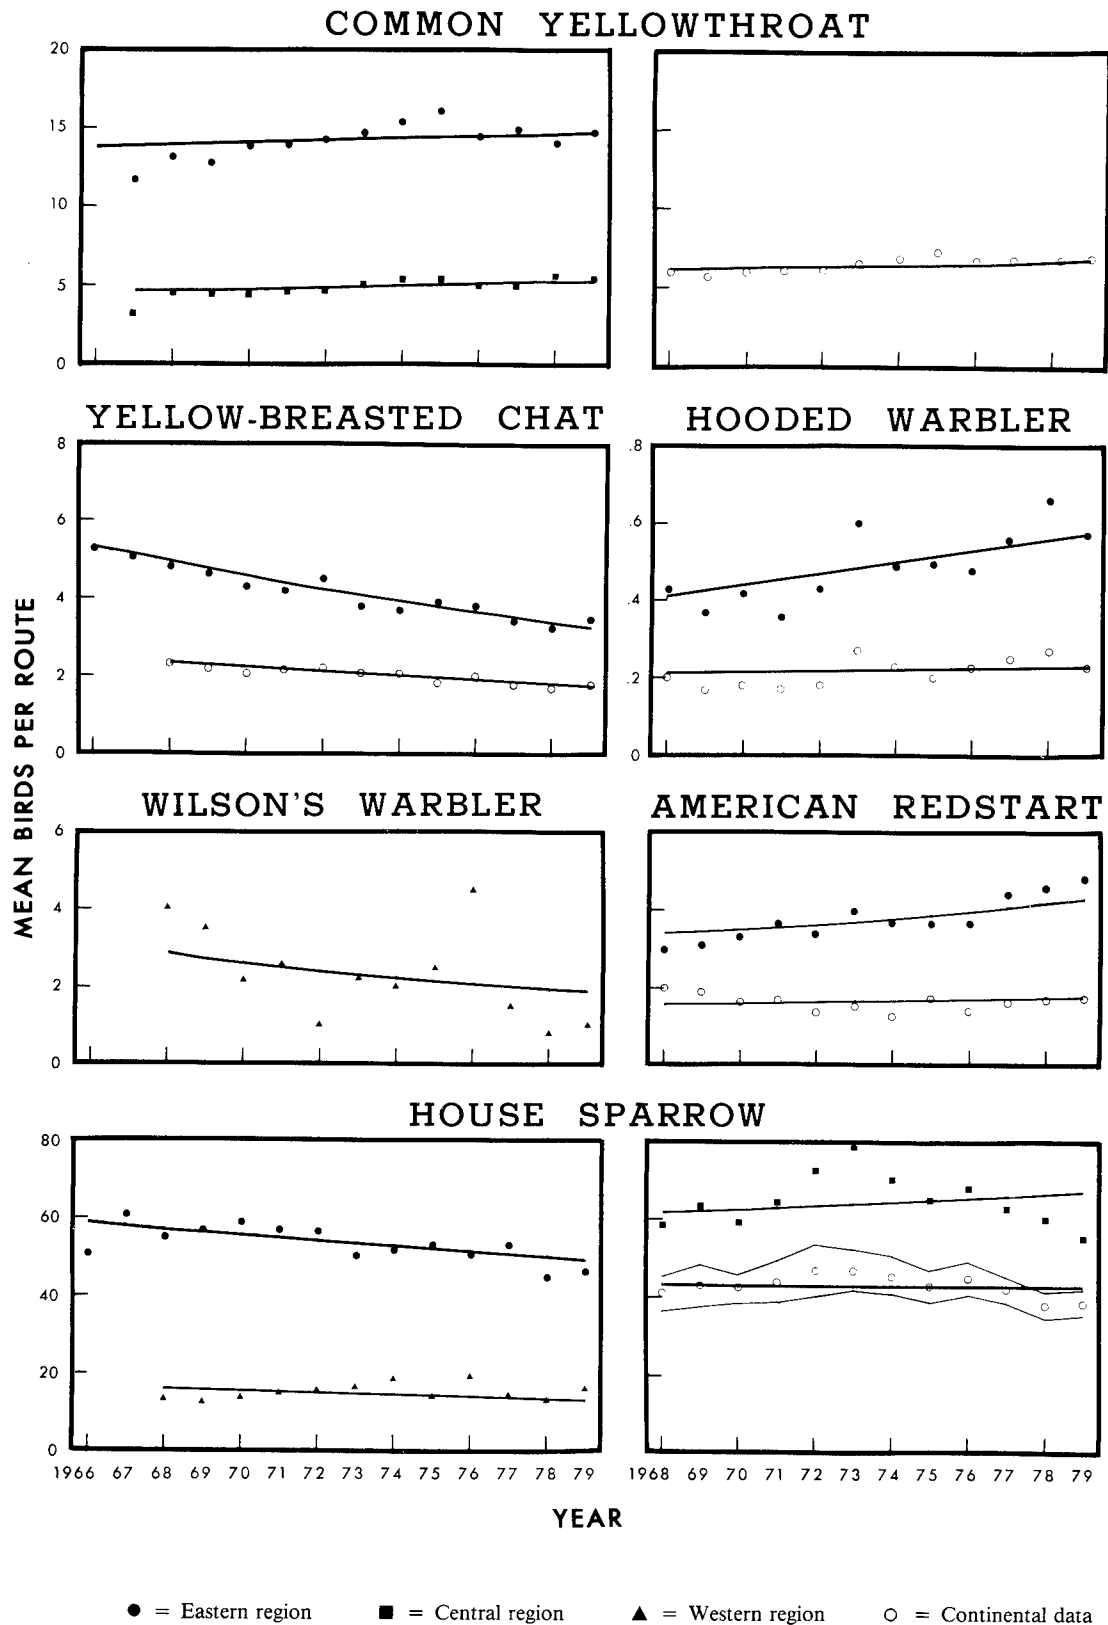 COMMON YELLOWTHROAT
20
15
10
5
0
YELLOW-BREASTED CHAT
HOODED WARBLER
8
6
4
2
0
.8
.6
.4
.2
0
WILSON'S WARBLER
AMERICAN REDSTART
6
4
2
0
HOUSE SPARROW
80
60
40
20
0
MEAN BIRDS PER ROUTE
1966 67 68 69 70 71 72 73 74 75 76 77 78 79
1968 69 70 71 72 73 74 75 76 77 78 79
YEAR
● = Eastern region ■ = Central region ▲ = Western region ○ = Continental data